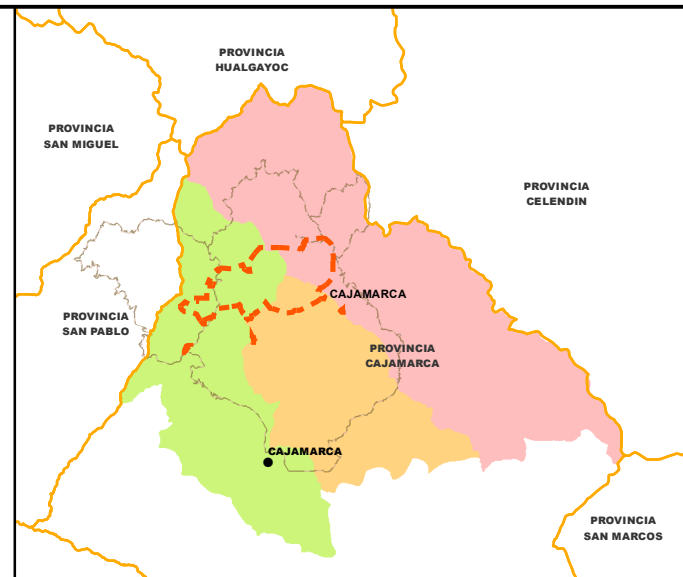 PROVINCIA
HUALGAYOC
PROVINCIA
SAN MIGUEL
PROVINCIA
CELENDIN
CAJAMARCA
PROVINCIA
SAN PABLO
PROVINCIA
CAJAMARCA
CAJAMARCA
PROVINCIA
SAN MARCOS